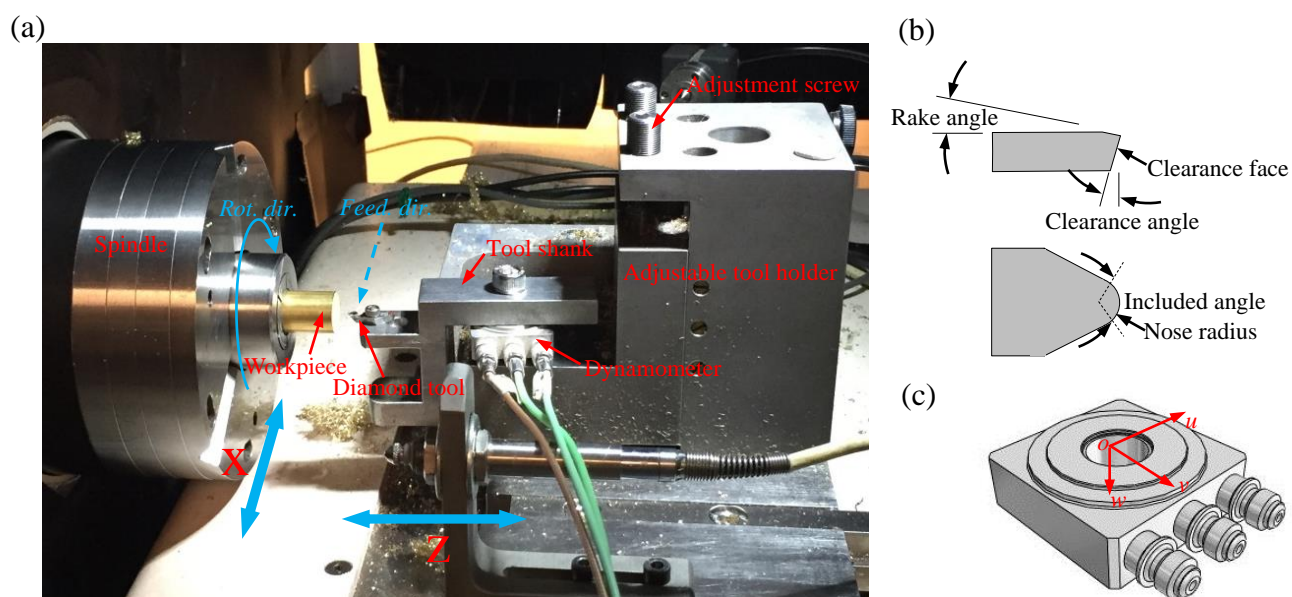 (a)
Adjustment screw
Rot. dir.
Feed. dir.
Spindle
Tool shank
Adjustable tool holder
Workpiece
Diamond tool
Dynamometer
X
Z
(b)
Rake angle
Clearance face
Clearance angle
Included angle
Nose radius
(c)
o
u
v
w